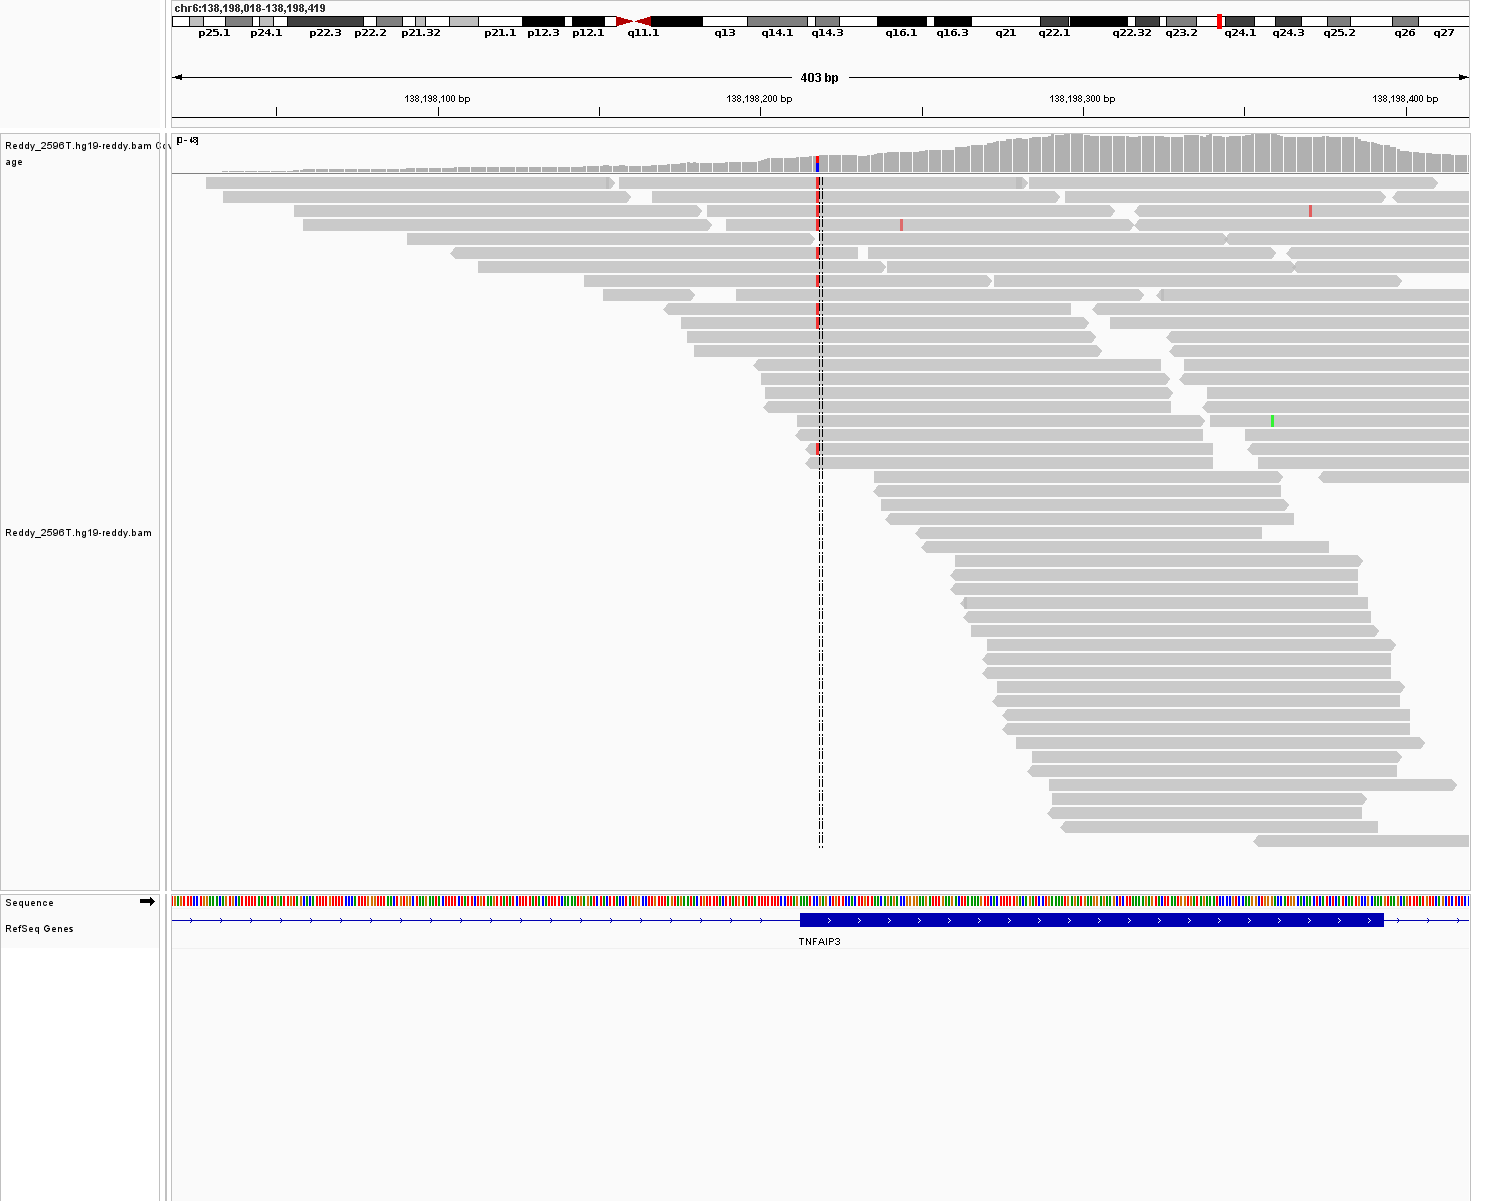 chr6:138,198,018-138,198,419
p25.1 p24.1 p22.3 p22.2 p21.32 p21.1 p12.3 p12.1 q11.1 q13 q14.1 q14.3 q16.1 q16.3 q21 q22.1 q22.32 q23.2 q24.1 q24.3 q25.2 q26 q27
403 bp
138,198,100 bp 138,198,200 bp 138,198,300 bp 138,198,400 bp
Reddy_2596T.hg19-reddy.bam Cov
age
Reddy_2596T.hg19-reddy.bam
Sequence
RefSeq Genes
TNFAIP3